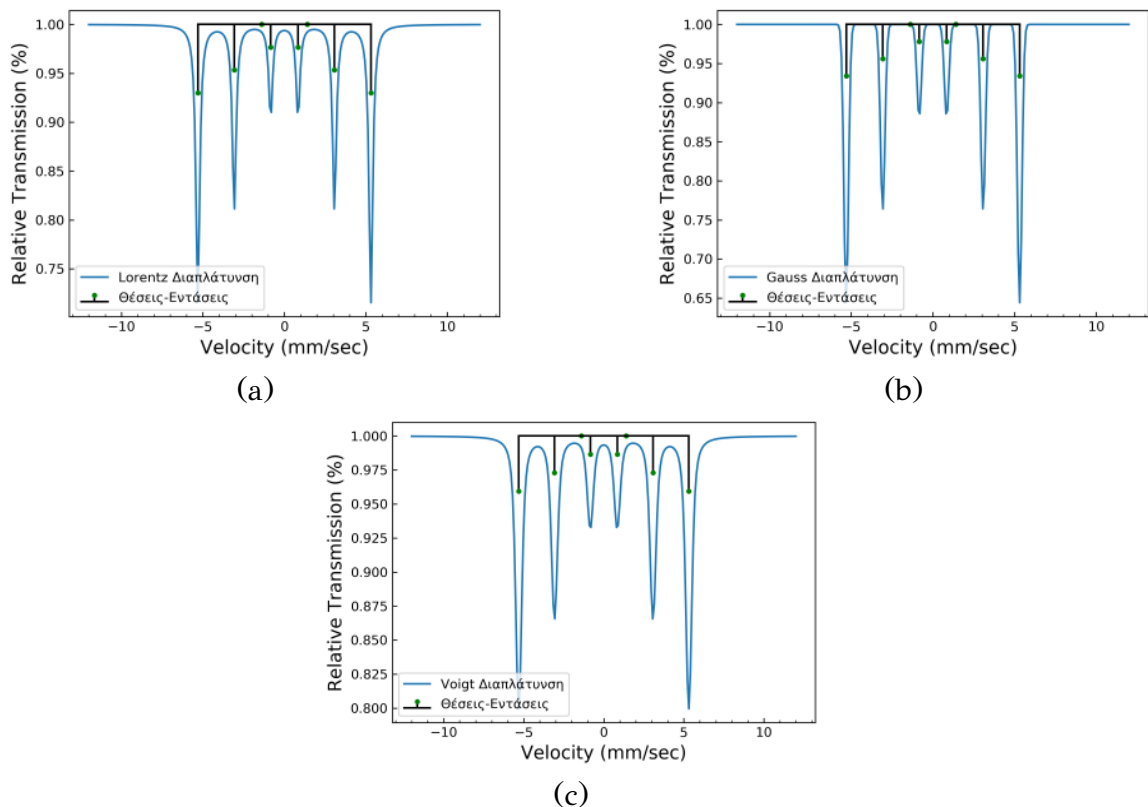 1.00
0.95
0.90
0.85
0.80
0.75
Relative Transmission (%)
Lorentz Διαπλάτυνση
Θέσεις-Εντάσεις
−10 −5 0 5 10
Velocity (mm/sec)
(a)
1.00
0.95
0.90
0.85
0.80
0.75
0.70
0.65
Relative Transmission (%)
Gauss Διαπλάτυνση
Θέσεις-Εντάσεις
−10 −5 0 5 10
Velocity (mm/sec)
(b)
1.000
0.975
0.950
0.925
0.900
0.875
0.850
0.825
0.800
Relative Transmission (%)
Voigt Διαπλάτυνση
Θέσεις-Εντάσεις
−10 −5 0 5 10
Velocity (mm/sec)
(c)